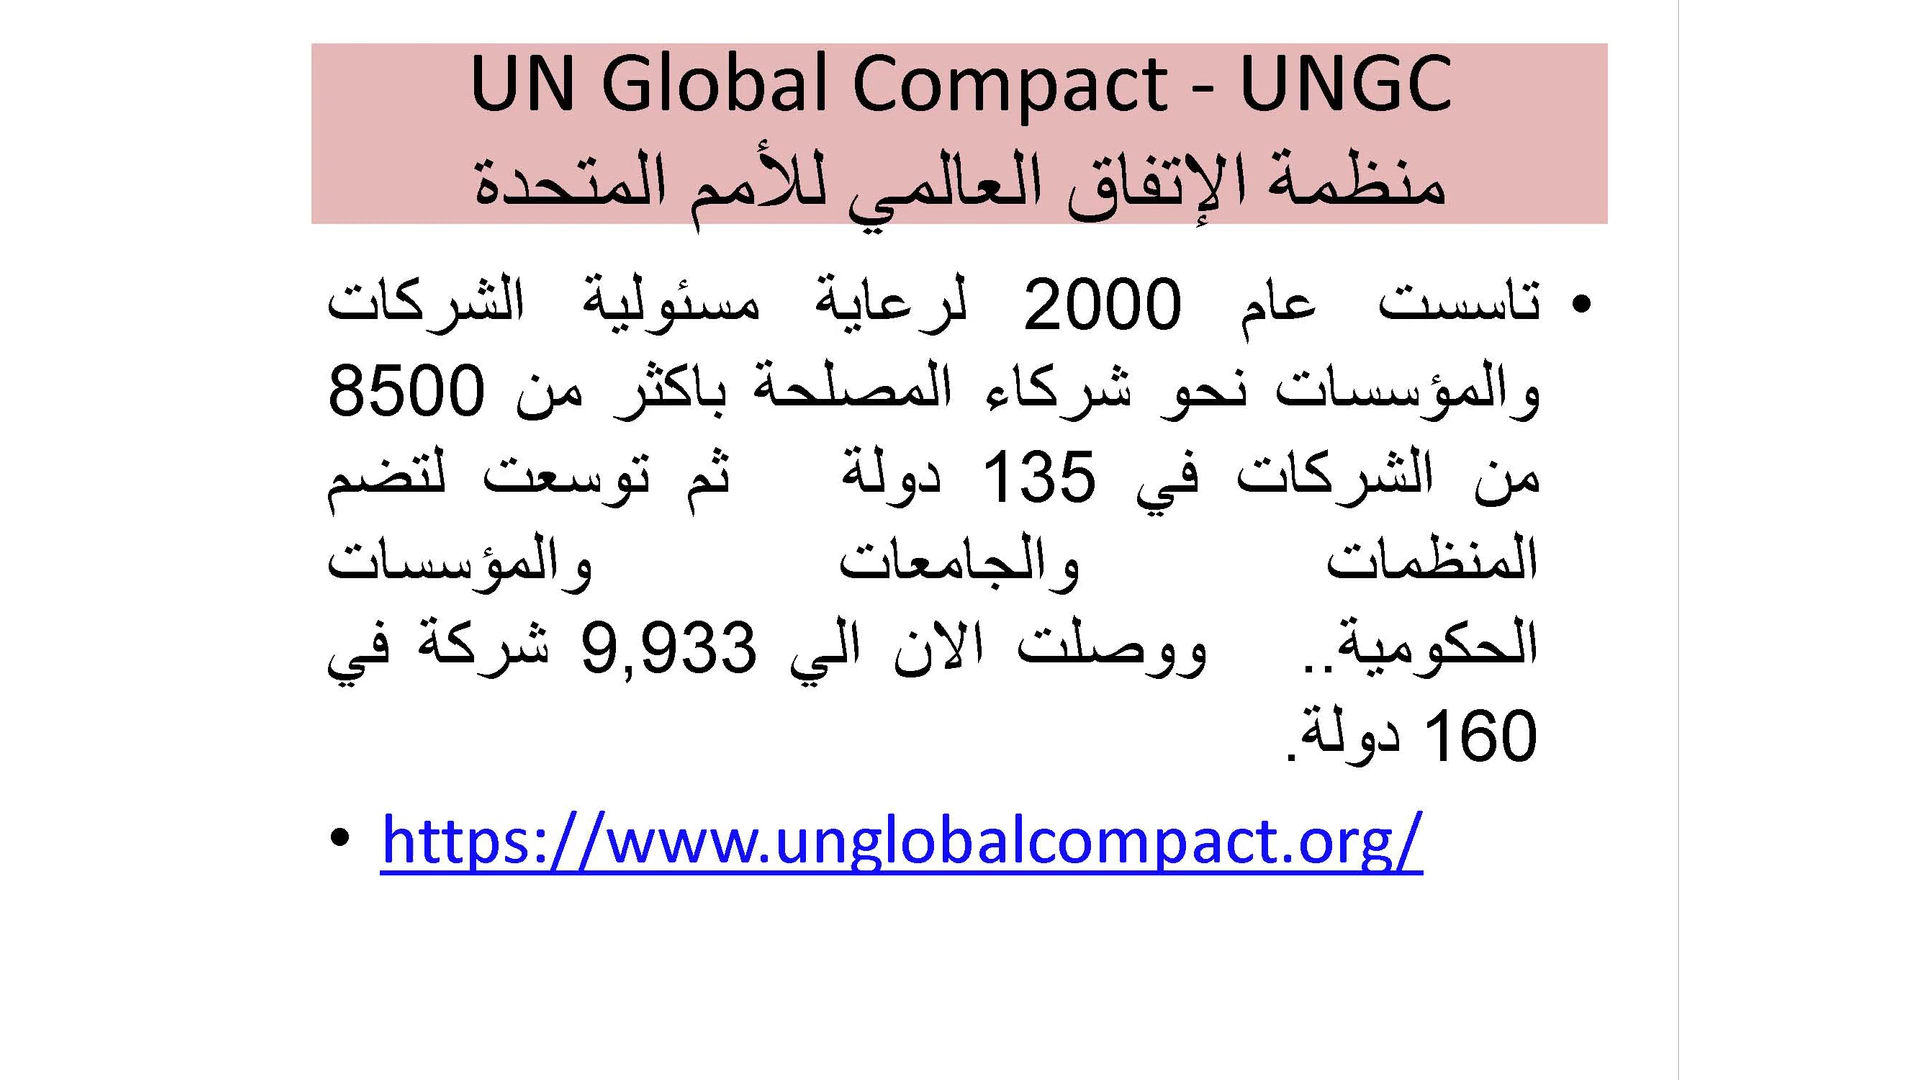 UN Global Compact - UNGC
منظمة الإتفاق العالمي للأمم المتحدة
• تاسست عام 2000 لرعاية مسئولية الشركات
والمؤسسات نحو شركاء المصلحة باكثر من 8500
من الشركات في 135 دولة ثم توسعت لتضم
المنظمات والجامعات والمؤسسات
الحكومية.. ووصلت الان الي 9,933 شركة في
160 دولة.
• https://www.unglobalcompact.org/